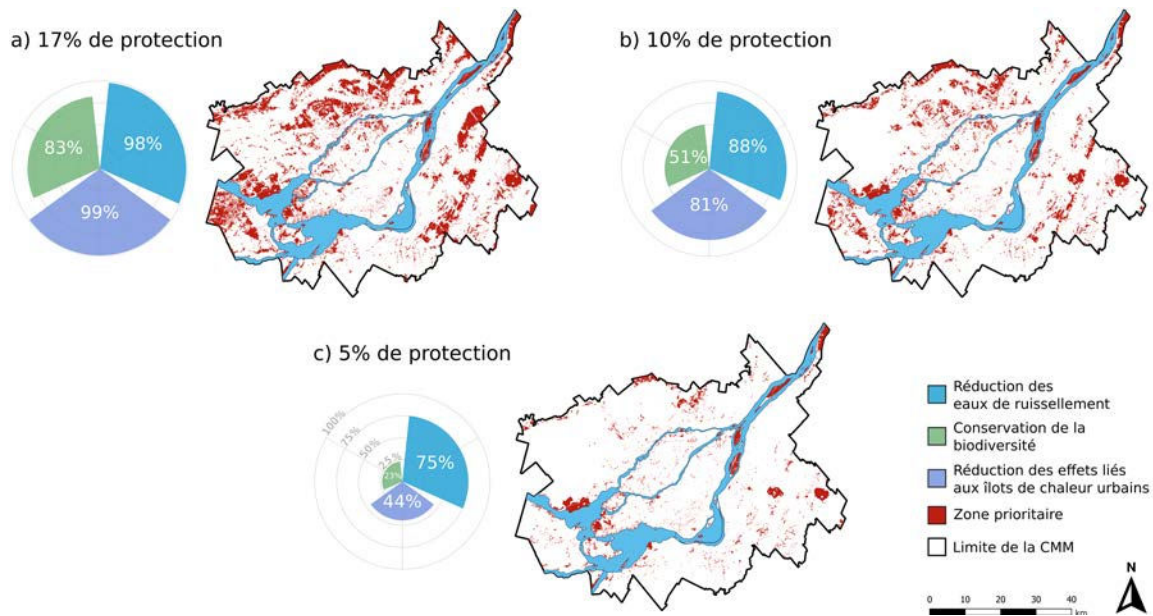 a) 17% de protection
83%
98%
99%
b) 10% de protection
51%
88%
81%
c) 5% de protection
100%
75%
50%
25%
23%
75%
44%
Réduction des
eaux de ruissellement
Conservation de la
biodiversité
Réduction des effets liés
aux îlots de chaleur urbains
Zone prioritaire
Limite de la CMM
N
0 10 20 30 40
km